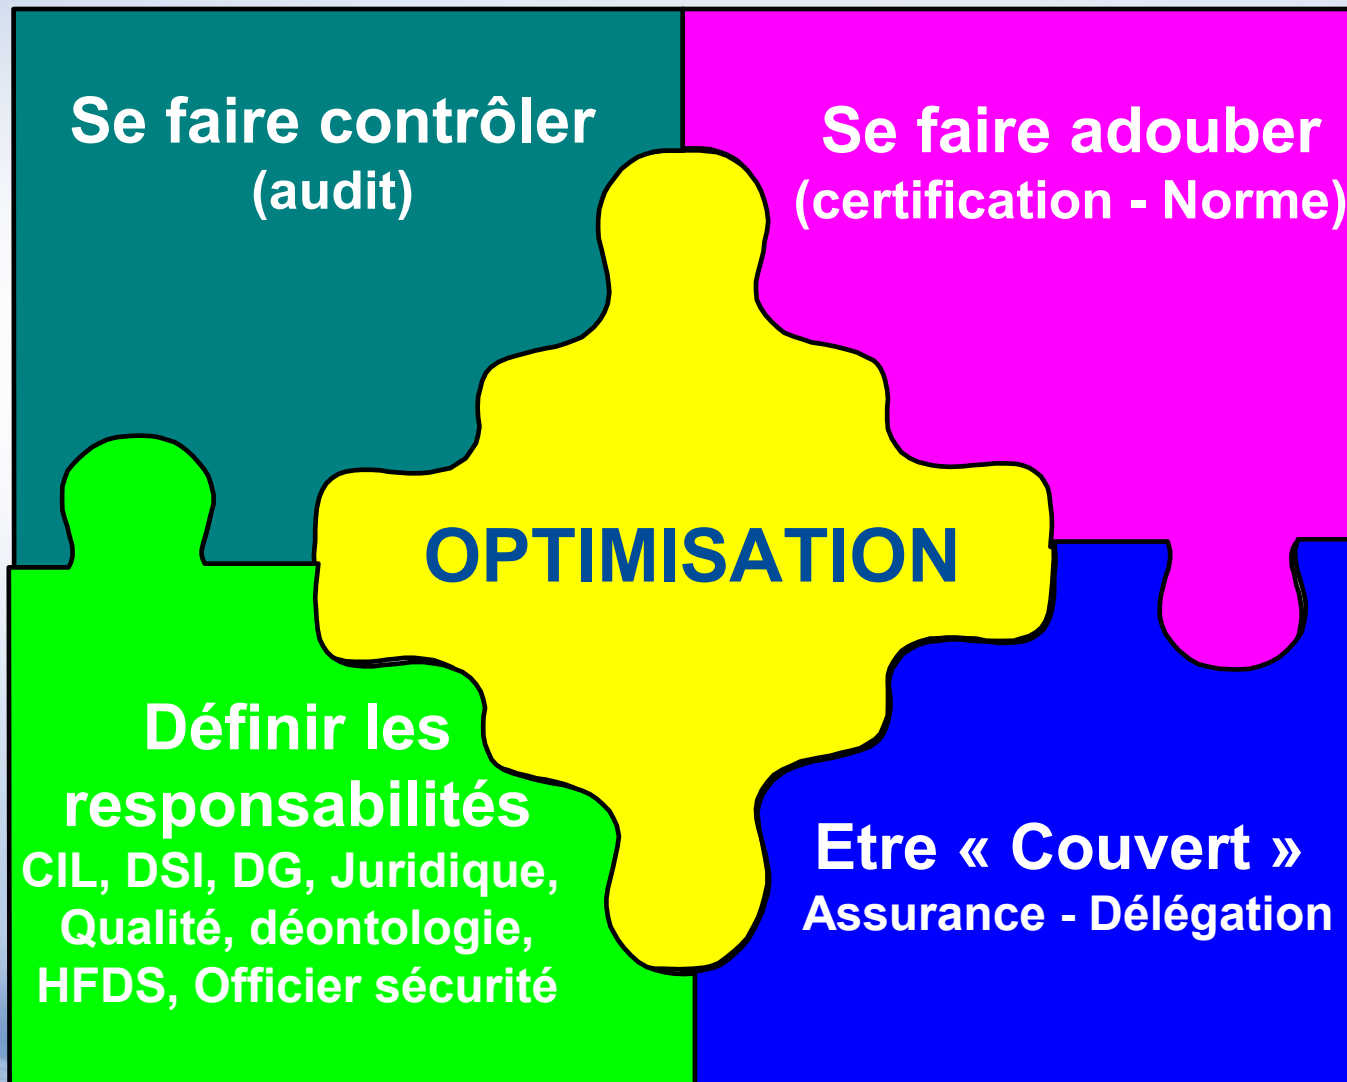 Se faire contrôler
(audit)
Se faire adouber
(certification - Norme)
OPTIMISATION
Définir les
responsabilités
CIL, DSI, DG, Juridique,
Qualité, déontologie,
HFDS, Officier sécurité
Etre « Couvert »
Assurance - Délégation